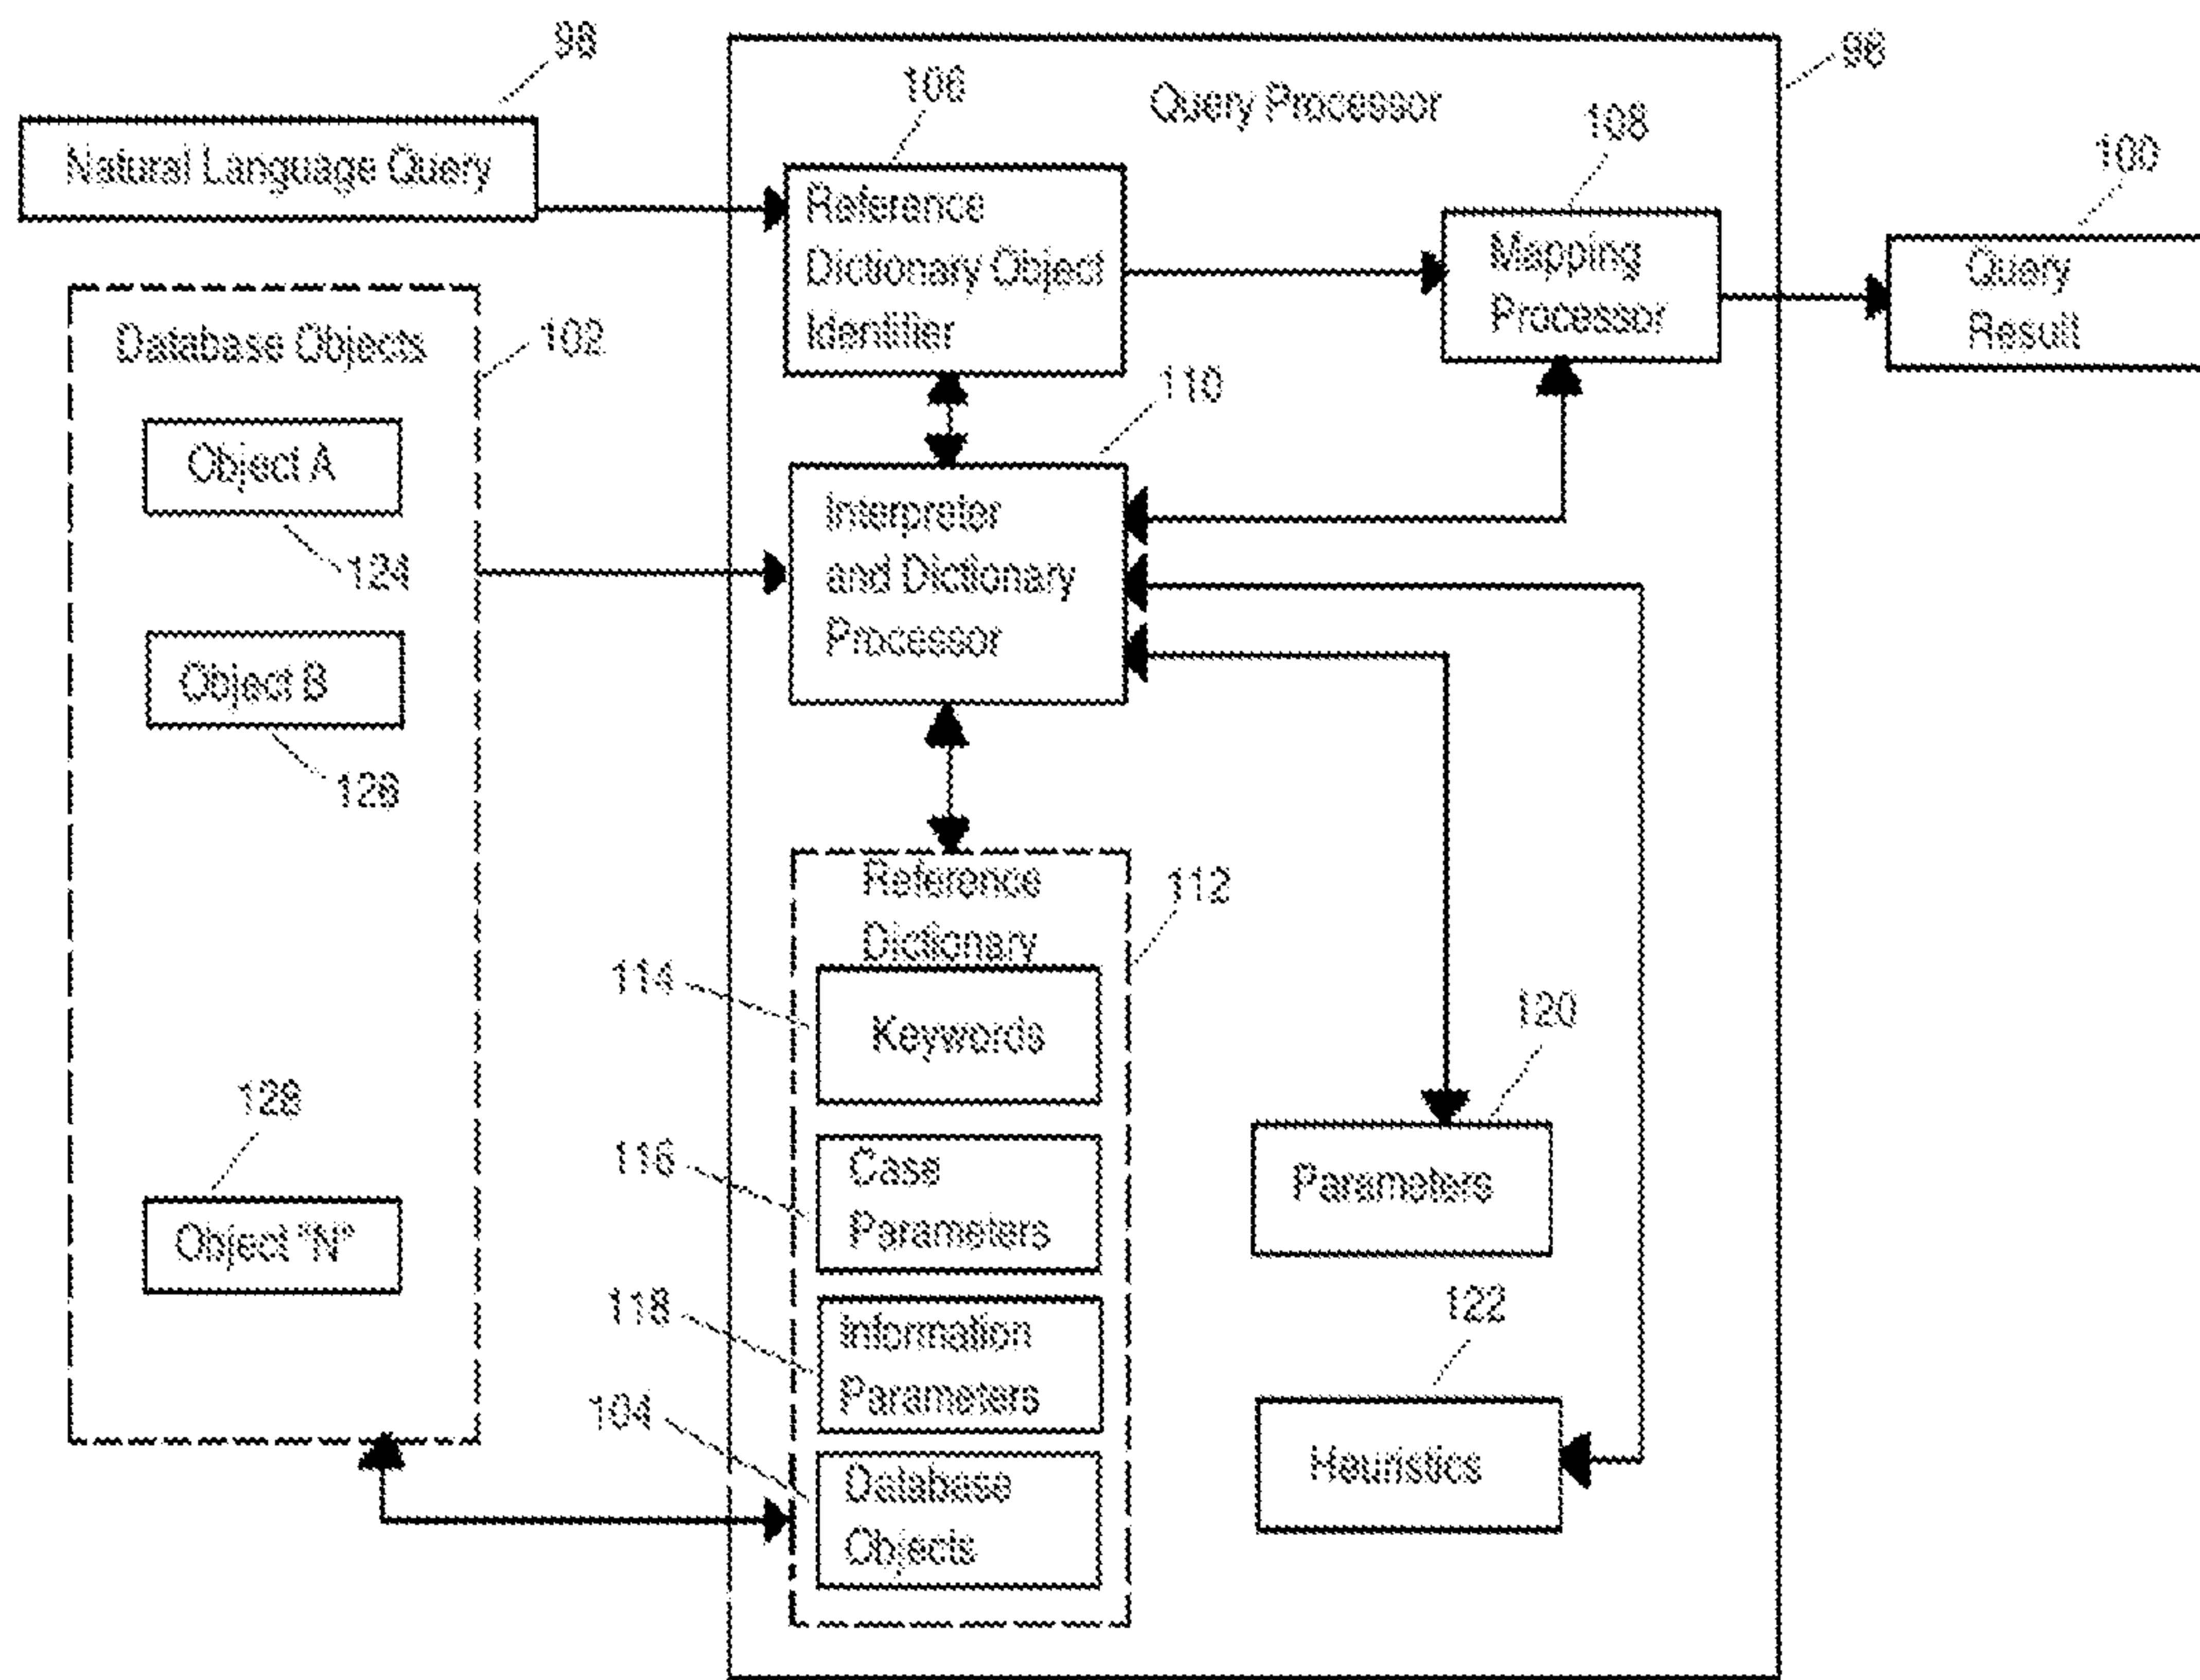 98
96
Natural Language Query
106
Query Processor
108
100
Reference
Dictionary Object
Identifier
Mapping
Processor
Query
Result
Database Objects
102
110
Object A
124
Interpreter
and Dictionary
Processor
Object B
126
Reference
Dictionary
112
114
Keywords
120
128
Object "N"
116
Case
Parameters
Parameters
118
Information
Parameters
122
104
Database
Objects
Heuristics